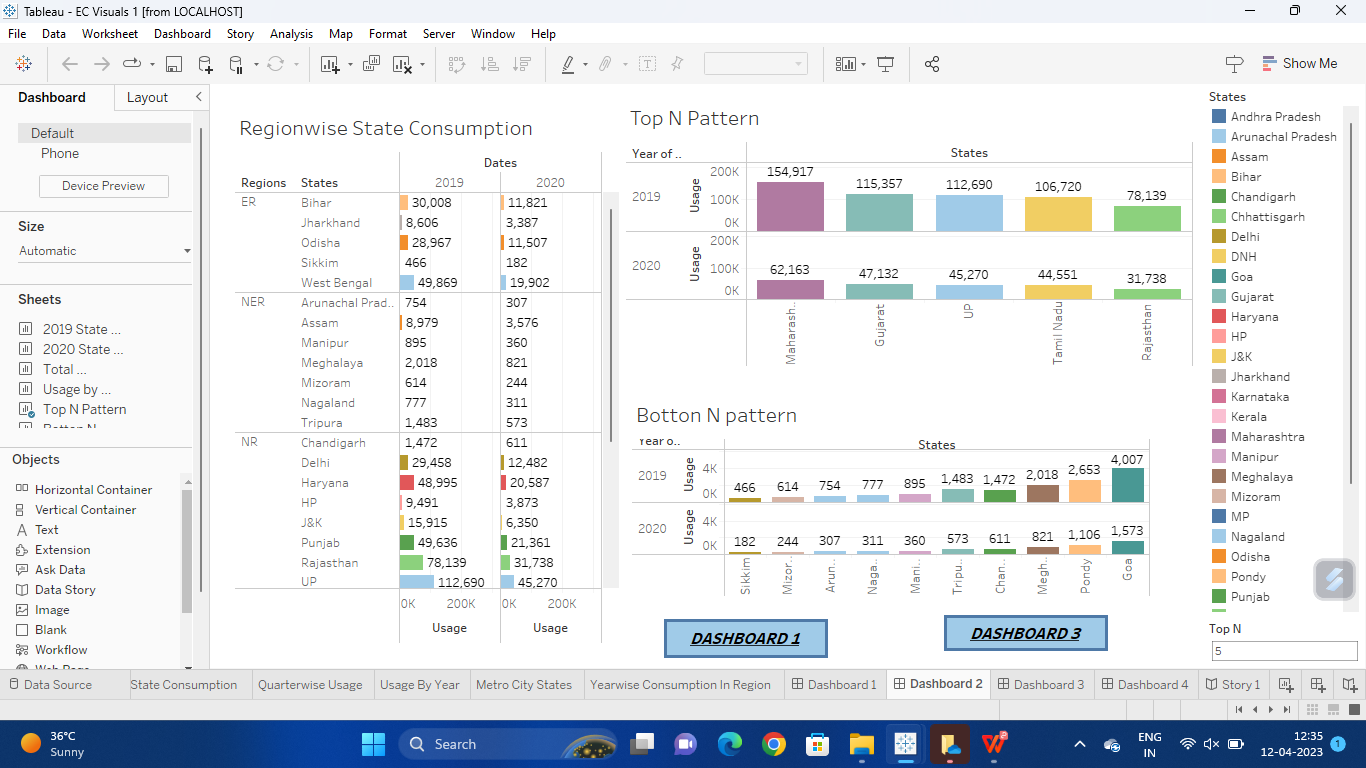 Tableau - EC Visuals 1 [from LOCALHOST]
File Data Worksheet Dashboard Story Analysis Map Format Server Window Help
Show Me
Dashboard Layout
Default
Phone
Device Preview
Size
Automatic
Sheets
2019 State ...
2020 State ...
Total ...
Usage by ...
Top N Pattern
Objects
Horizontal Container
Vertical Container
Text
Extension
Ask Data
Data Story
Image
Blank
Workflow
Web Page
Regionwise State Consumption
Dates
Regions States 2019 2020
ER Bihar 30,008 11,821
Jharkhand 8,606 3,387
Odisha 28,967 11,507
Sikkim 466 182
West Bengal 49,869 19,902
NER Arunachal Prad.. 754 307
Assam 8,979 3,576
Manipur 895 360
Meghalaya 2,018 821
Mizoram 614 244
Nagaland 777 311
Tripura 1,483 573
NR Chandigarh 1,472 611
Delhi 29,458 12,482
Haryana 48,995 20,587
HP 9,491 3,873
J&K 15,915 6,350
Punjab 49,636 21,361
Rajasthan 78,139 31,738
UP 112,690 45,270
0K 200K 0K 200K
Usage Usage
Top N Pattern
Year of .. States
2019 Usage 200K 100K 0K
154,917 115,357 112,690 106,720 78,139
2020 Usage 200K 100K 0K
62,163 47,132 45,270 44,551 31,738
Maharash.. Gujarat UP Tamil Nadu Rajasthan
Botton N pattern
Year o.. States
2019 Usage 4K 0K
466 614 754 777 895 1,483 1,472 2,018 2,653 4,007
2020 Usage 4K 0K
182 244 307 311 360 573 611 821 1,106 1,573
Sikkim Mizor.. Arun.. Naga.. Mani.. Tripu.. Chan.. Megh.. Pondy Goa
DASHBOARD 1
DASHBOARD 3
States
Andhra Pradesh
Arunachal Pradesh
Assam
Bihar
Chandigarh
Chhattisgarh
Delhi
DNH
Goa
Gujarat
Haryana
HP
J&K
Jharkhand
Karnataka
Kerala
Maharashtra
Manipur
Meghalaya
Mizoram
MP
Nagaland
Odisha
Pondy
Punjab
Top N
5
Data Source State Consumption Quarterwise Usage Usage By Year Metro City States Yearwise Consumption In Region Dashboard 1 Dashboard 2 Dashboard 3 Dashboard 4 Story 1
36°C
Sunny
Search
ENG
IN
12:35
12-04-2023
1